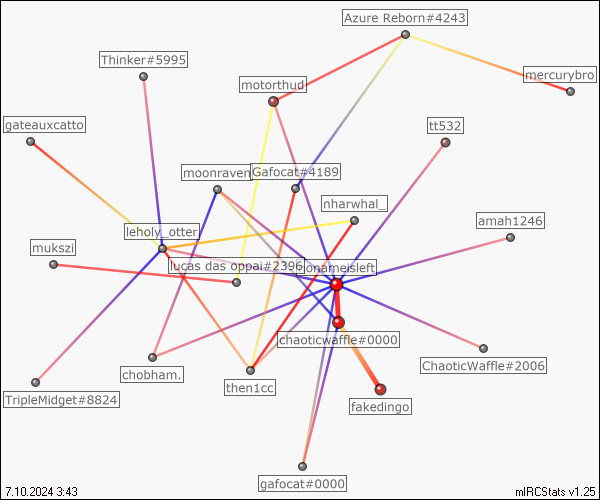 Azure Reborn#4243
Thinker#5995
mercurybro
motorthud
gateauxcatto
tt532
moonraven
Gafocat#4189
nharwhal_
amah1246
leholy_otter
mukszi
lucas das oppai#2396
nonameisleft
chaoticwaffle#0000
ChaoticWaffle#2006
chobham.
then1cc
TripleMidget#8824
fakedingo
gafocat#0000
7.10.2024 3:43
mIRCStats v1.25